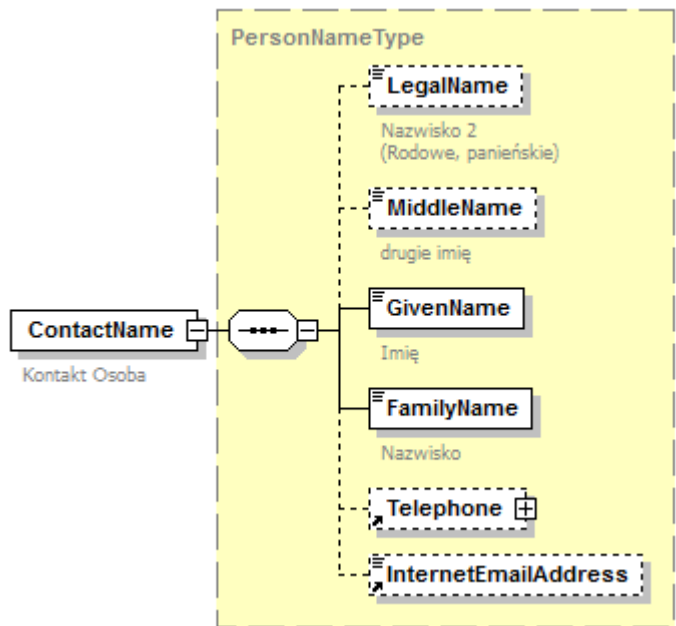 PersonNameType
LegalName
Nazwisko 2
(Rodowe, panieńskie)
MiddleName
drugie imię
GivenName
Imię
ContactName
Kontakt Osoba
FamilyName
Nazwisko
Telephone
InternetEmailAddress